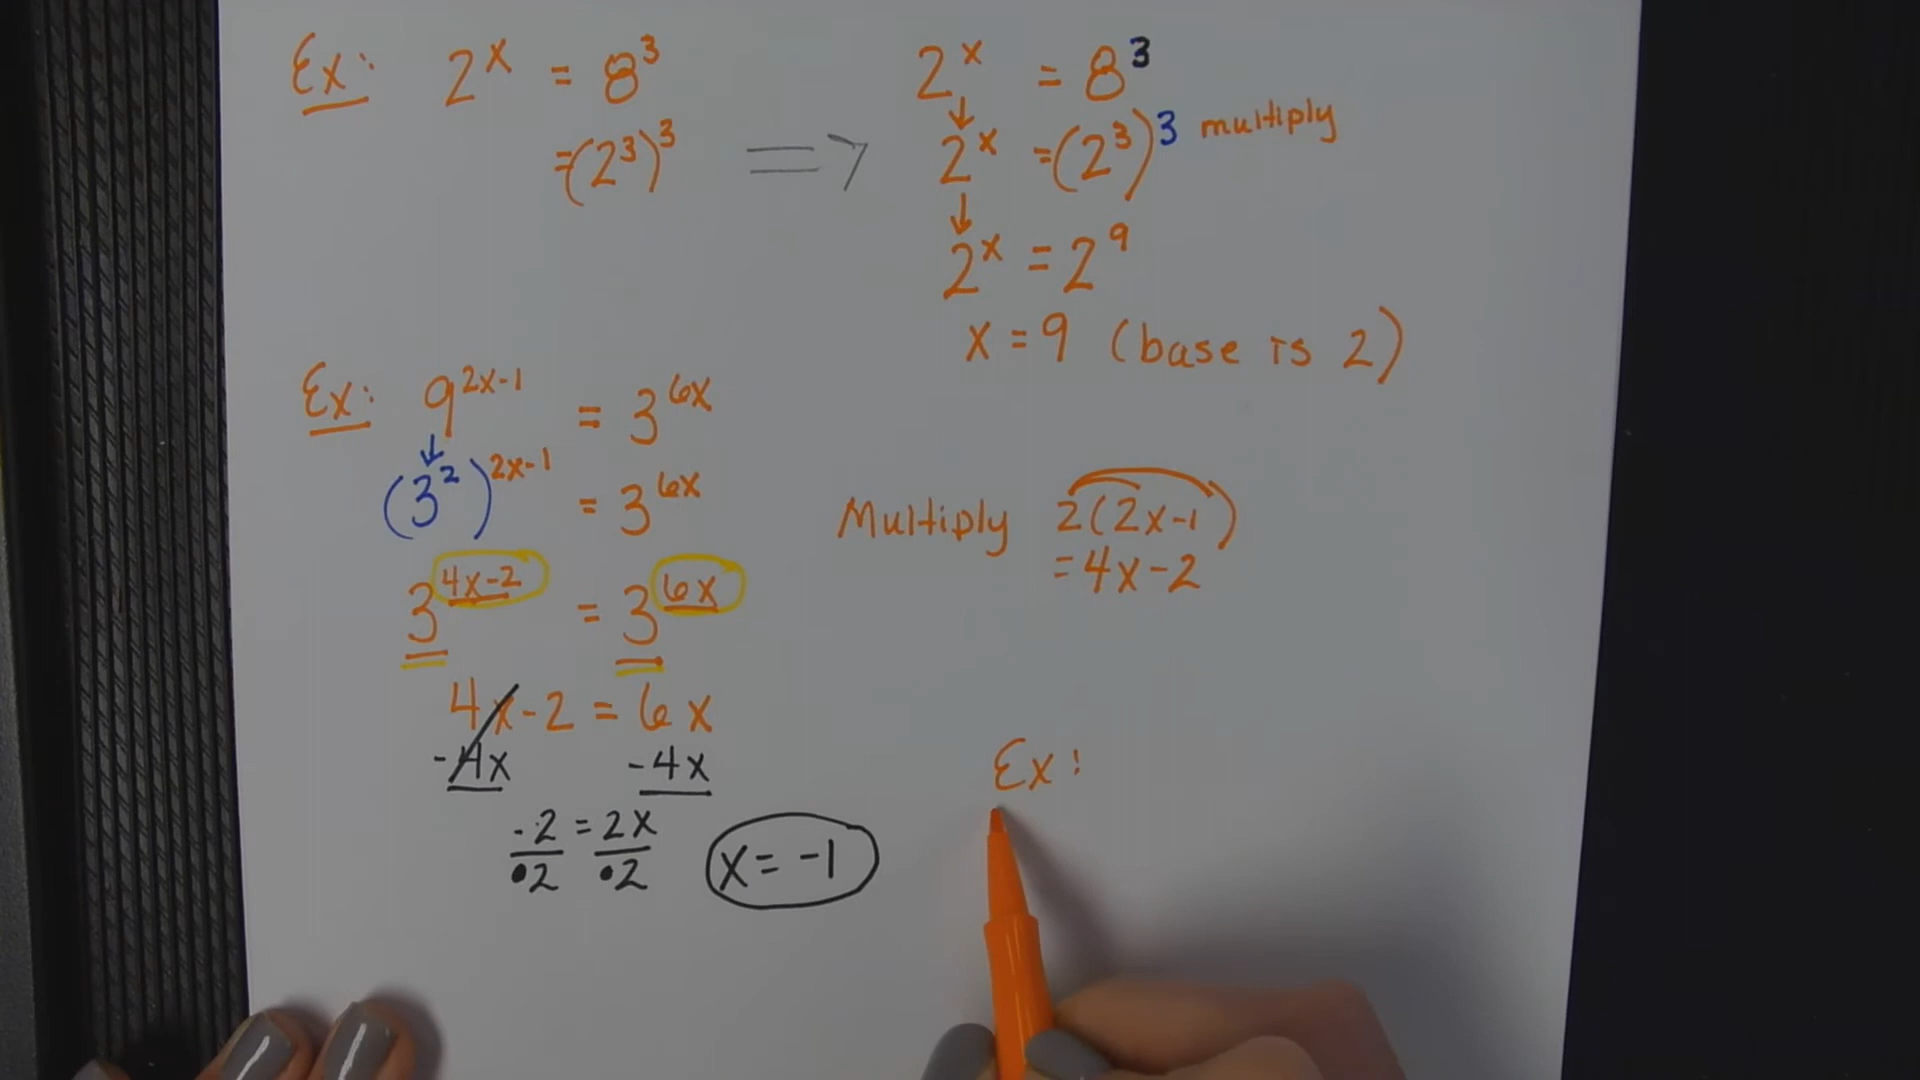 Ex: 2^x = 8^3
=(2^3)^3
=>
2^x = 8^3
↓
2^x = (2^3)^3 multiply
↓
2^x = 2^9
x = 9 (base is 2)
Ex: 9^(2x-1) = 3^(6x)
↓
(3^2)^(2x-1) = 3^(6x)
3^(4x-2) = 3^(6x)
4x-2 = 6x
-4x -4x
-2 = 2x
2 2
x = -1
Multiply 2(2x-1)
= 4x-2
Ex: